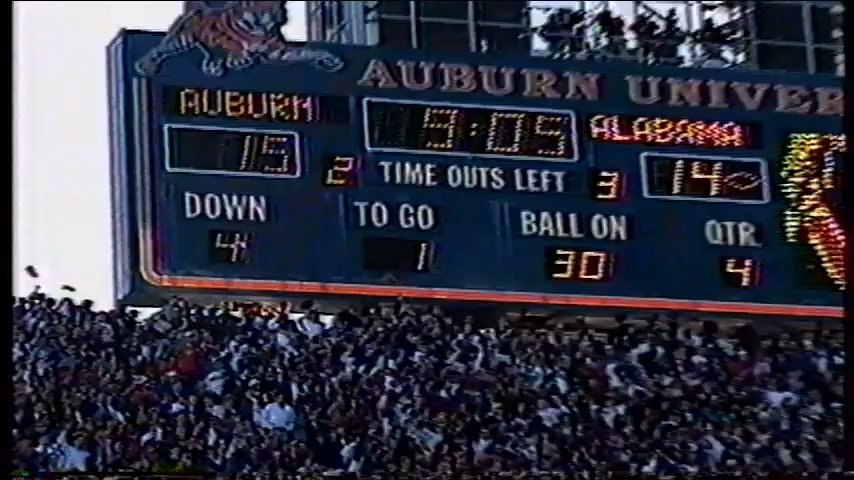 AUBURN UNIVER
AUBURN 9:05 ALABAMA
15 2 TIME OUTS LEFT 3 14
DOWN TO GO BALL ON QTR
4 1 30 4